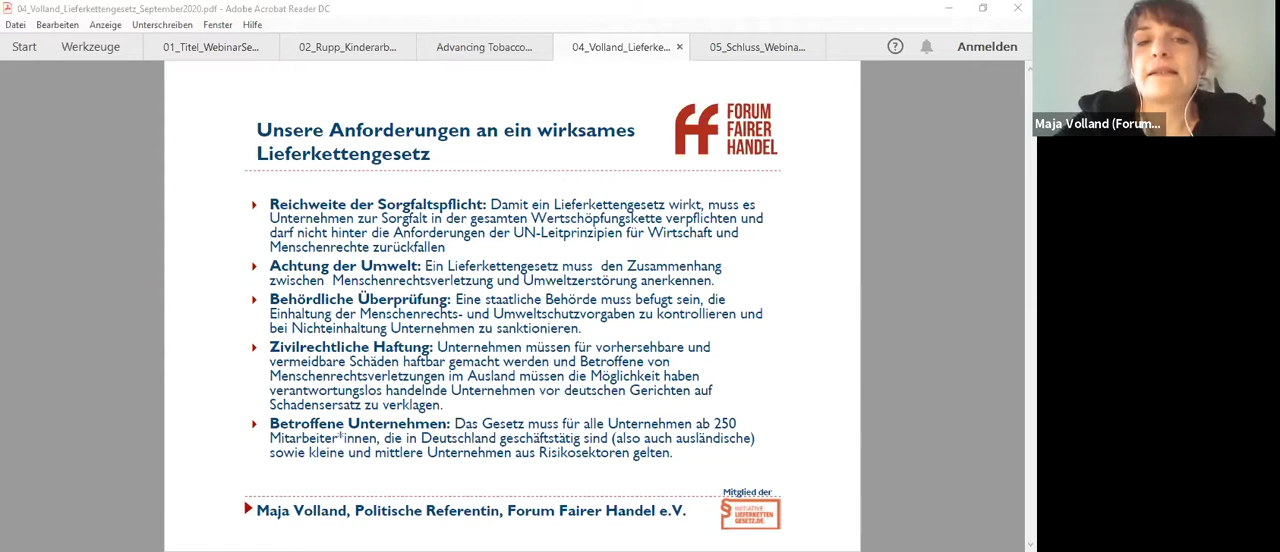 04_Volland_Lieferkettengesetz_September2020.pdf - Adobe Acrobat Reader DC
Datei Bearbeiten Anzeige Unterschreiben Fenster Hilfe
Start Werkzeuge 01_Titel_WebinarSe... 02_Rupp_Kinderarb... Advancing Tobacco... 04_Volland_Lieferke... × 05_Schluss_Webina... ? Anmelden
Maja Volland (Forum...
Unsere Anforderungen an ein wirksames
Lieferkettengesetz
ff FORUM
FAIRER
HANDEL
Reichweite der Sorgfaltspflicht: Damit ein Lieferkettengesetz wirkt, muss es
Unternehmen zur Sorgfalt in der gesamten Wertschöpfungskette verpflichten und
darf nicht hinter die Anforderungen der UN-Leitprinzipien für Wirtschaft und
Menschenrechte zurückfallen
Achtung der Umwelt: Ein Lieferkettengesetz muss den Zusammenhang
zwischen Menschenrechtsverletzung und Umweltzerstörung anerkennen.
Behördliche Überprüfung: Eine staatliche Behörde muss befugt sein, die
Einhaltung der Menschenrechts- und Umweltschutzvorgaben zu kontrollieren und
bei Nichteinhaltung Unternehmen zu sanktionieren.
Zivilrechtliche Haftung: Unternehmen müssen für vorhersehbare und
vermeidbare Schäden haftbar gemacht werden und Betroffene von
Menschenrechtsverletzungen im Ausland müssen die Möglichkeit haben
verantwortungslos handelnde Unternehmen vor deutschen Gerichten auf
Schadensersatz zu verklagen.
Betroffene Unternehmen: Das Gesetz muss für alle Unternehmen ab 250
Mitarbeiter*innen, die in Deutschland geschäftstätig sind (also auch ausländische)
sowie kleine und mittlere Unternehmen aus Risikosektoren gelten.
Maja Volland, Politische Referentin, Forum Fairer Handel e.V.
Mitglied der
§ INITIATIVE
LIEFERKETTEN
GESETZ.DE